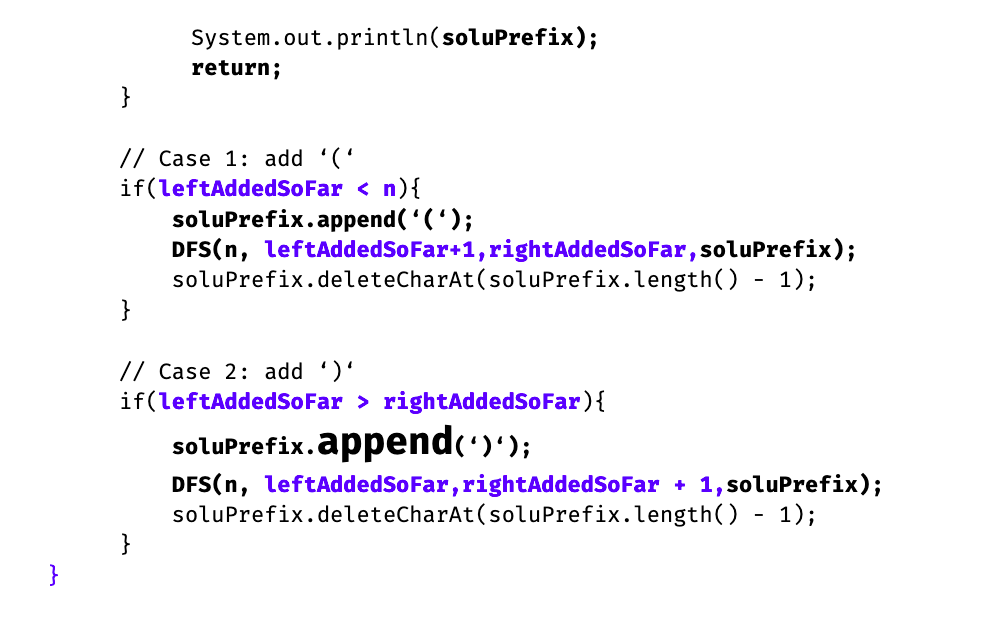 System.out.println(soluPrefix);
return;
}
// Case 1: add ‘(‘
if(leftAddedSoFar < n){
soluPrefix.append(‘(‘);
DFS(n, leftAddedSoFar+1,rightAddedSoFar,soluPrefix);
soluPrefix.deleteCharAt(soluPrefix.length() - 1);
}
// Case 2: add ‘)‘
if(leftAddedSoFar > rightAddedSoFar){
soluPrefix.append(‘)‘);
DFS(n, leftAddedSoFar,rightAddedSoFar + 1,soluPrefix);
soluPrefix.deleteCharAt(soluPrefix.length() - 1);
}
}